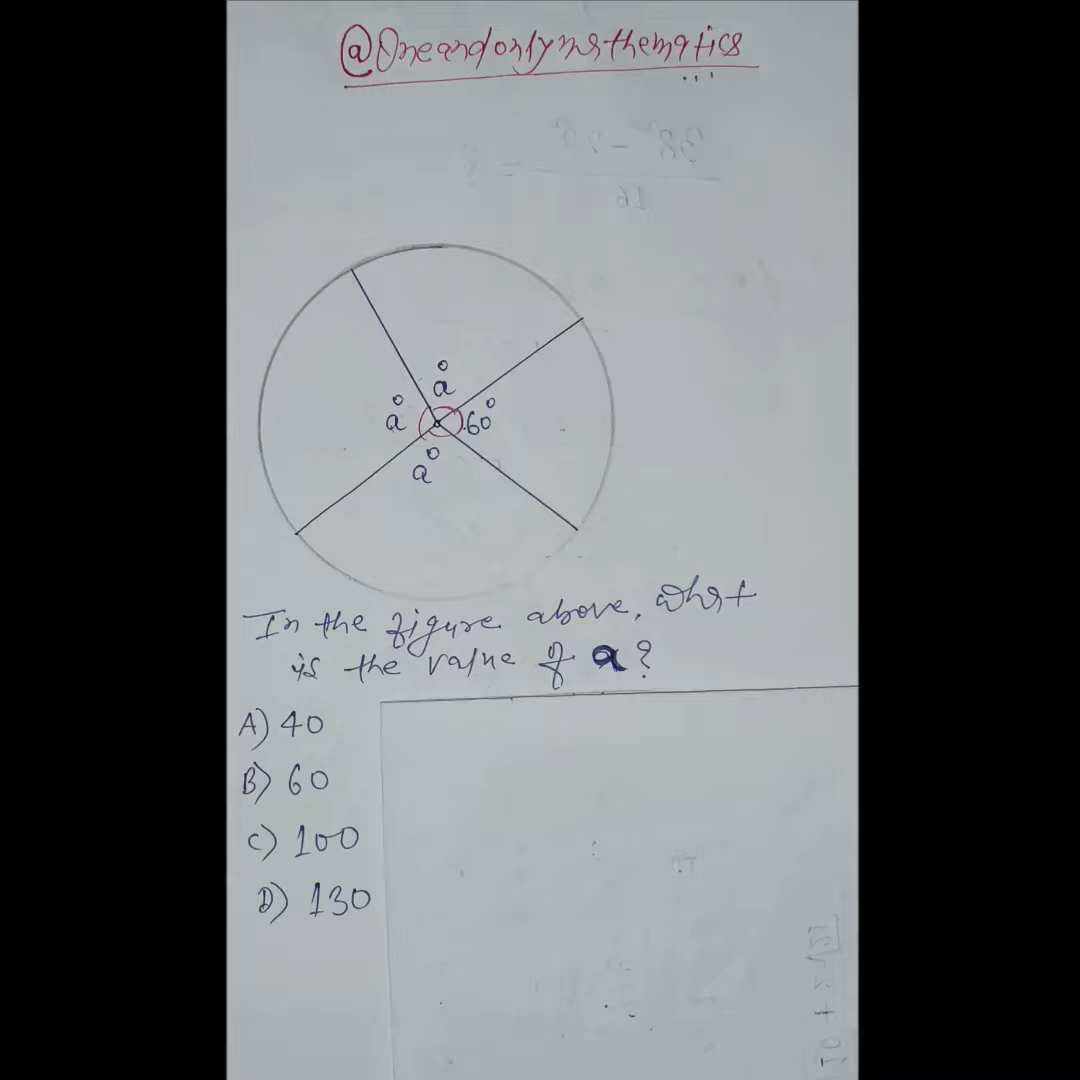 @Oneandonlymathematics
a°
a° 60°
a°
In the figure above, what
is the value of a?
A) 40
B) 60
C) 100
D) 130